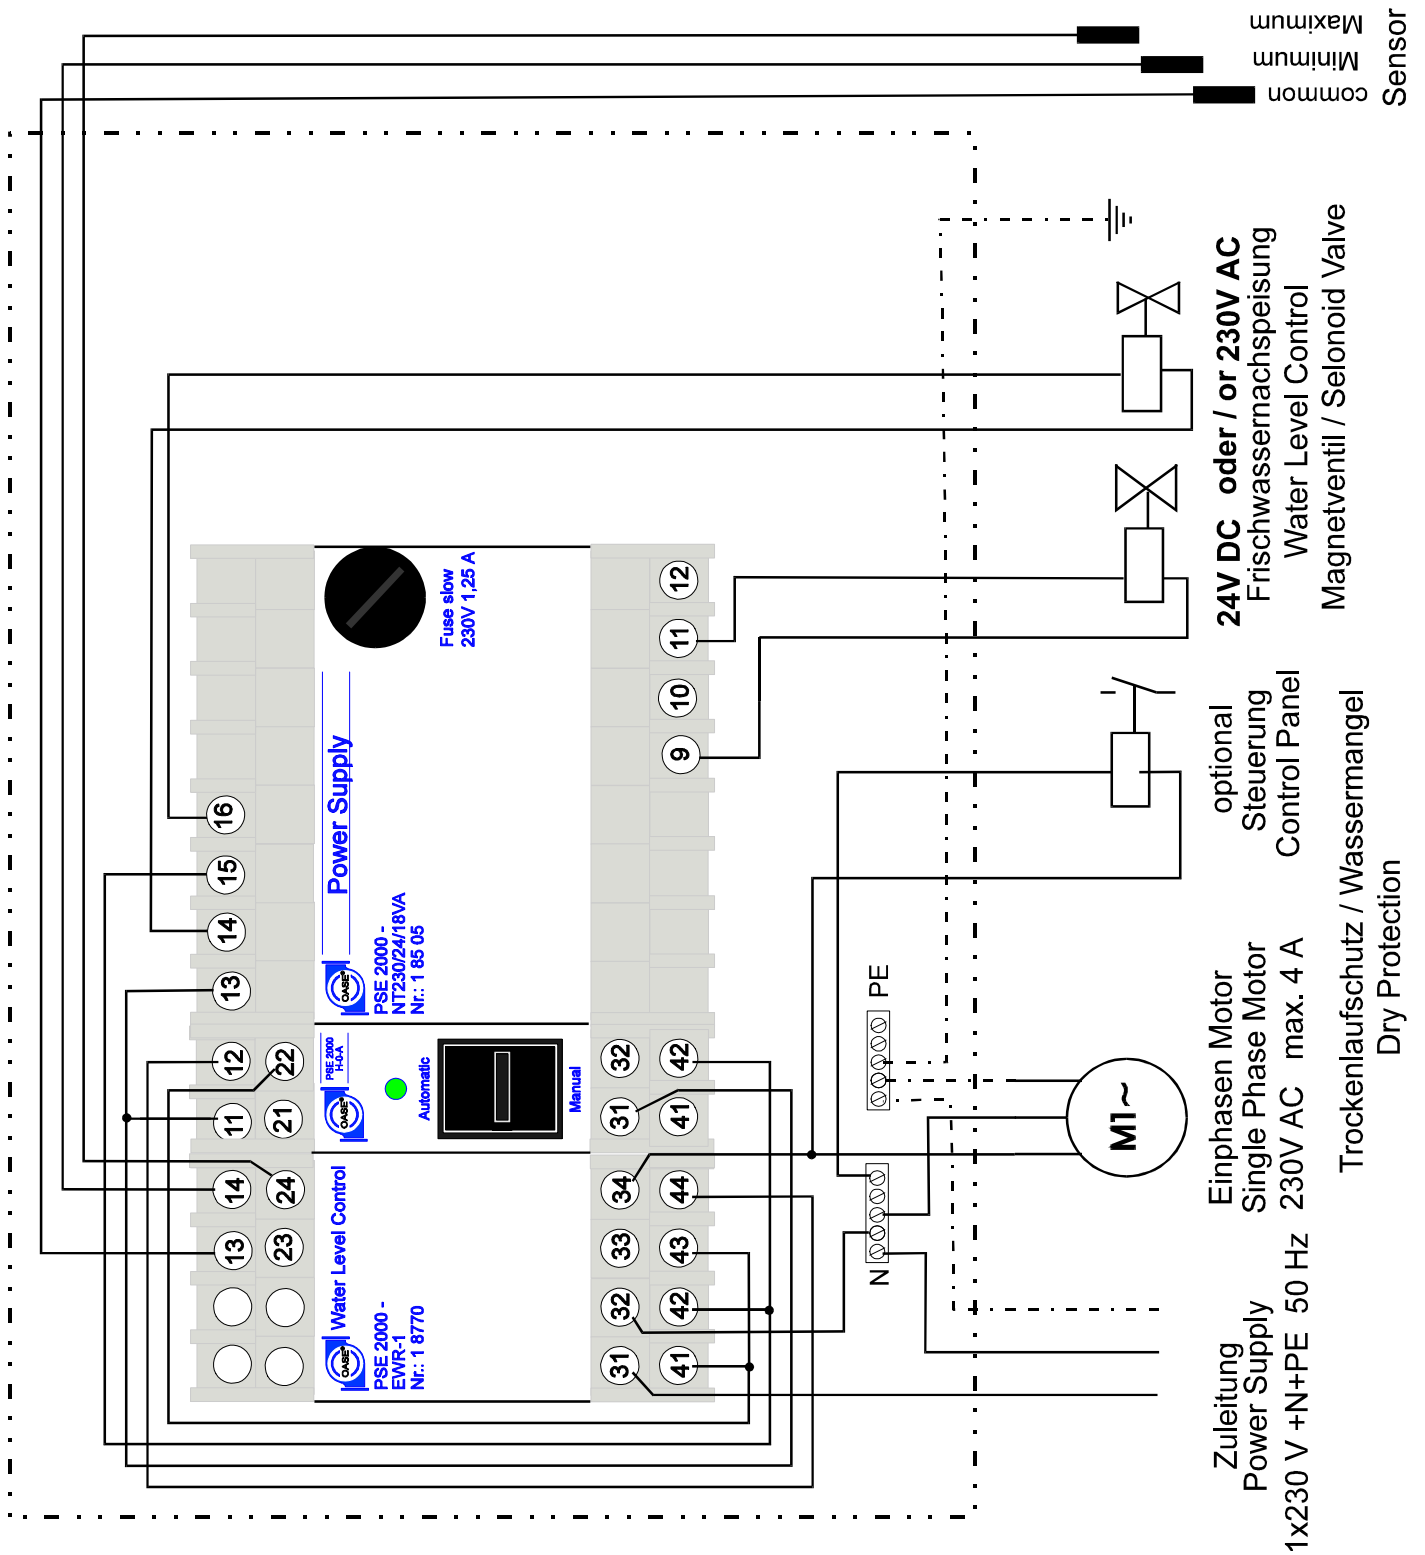 Maximum
Minimum
common
Sensor
24V DC oder / or 230V AC
Frischwassernachspeisung
Water Level Control
Magnetventil / Selonoid Valve
optional
Steuerung
Control Panel
Einphasen Motor
Single Phase Motor
230V AC max. 4 A
Trockenlaufschutz / Wassermangel
Dry Protection
Zuleitung
Power Supply
1x230 V +N+PE 50 Hz
M1~
PE
N
Fuse slow
230V 1,25 A
Power Supply
OASE®
PSE 2000 -
NT230/24/18VA
Nr.: 1 85 05
PSE 2000
H-0-A
OASE®
Automatic
Manual
Water Level Control
OASE®
PSE 2000 -
EWR-1
Nr.: 1 8770
16
15
14
13
12
11
14
13
22
21
24
23
32
31
34
33
32
31
12
11
10
9
42
41
44
43
42
41